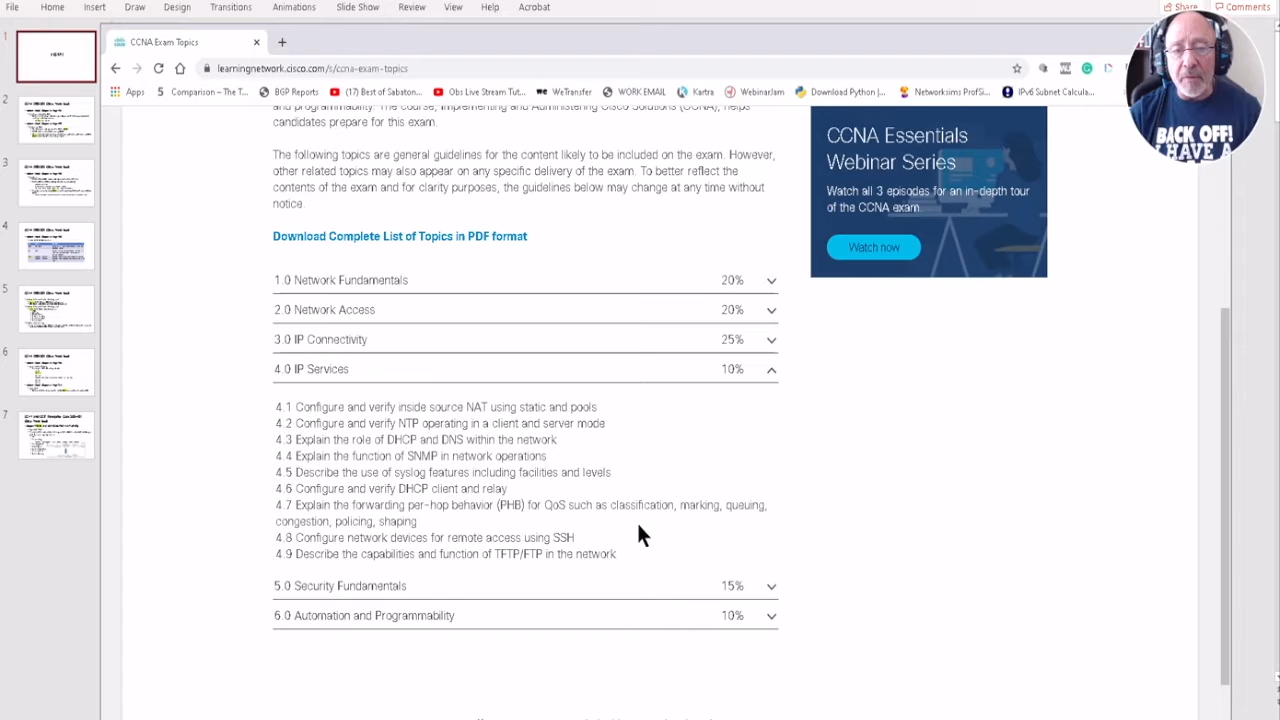 File Home Insert Draw Design Transitions Animations Slide Show Review View Help Acrobat Share Comments
CCNA Exam Topics
learningnetwork.cisco.com/s/ccna-exam-topics
Apps Comparison – The T... BGP Reports (17) Best of Sabaton... Obscura Stream Tut... WeTransfer WORK EMAIL Kartra WebinarJam Download Python |... Networksims ProfS... IPv6 Subnet Calcula...
candidates prepare for this exam.
The following topics are general guidelines for the content likely to be included on the exam. However,
other related topics may also appear on any specific delivery of the exam. To better reflect the
contents of the exam and for clarity purposes, the guidelines below may change at any time without
notice.
Download Complete List of Topics in PDF Format
1.0 Network Fundamentals 20%
2.0 Network Access 20%
3.0 IP Connectivity 25%
4.0 IP Services 10%
4.1 Configure and verify inside source NAT using static and pools
4.2 Configure and verify NTP operating in a client and server mode
4.3 Explain the role of DHCP and DNS within the network
4.4 Explain the function of SNMP in network operations
4.5 Describe the use of syslog features including facilities and levels
4.6 Configure and verify DHCP client and relay
4.7 Explain the forwarding per-hop behavior (PHB) for QoS such as classification, marking, queuing,
congestion, policing, shaping
4.8 Configure network devices for remote access using SSH
4.9 Describe the capabilities and function of TFTP/FTP in the network
5.0 Security Fundamentals 15%
6.0 Automation and Programmability 10%
CCNA Essentials
Webinar Series
Watch all 3 episodes for an in-depth tour
of the CCNA exam.
Watch now
BACK OFF!
I HAVE A
1
2
3
4
5
6
7